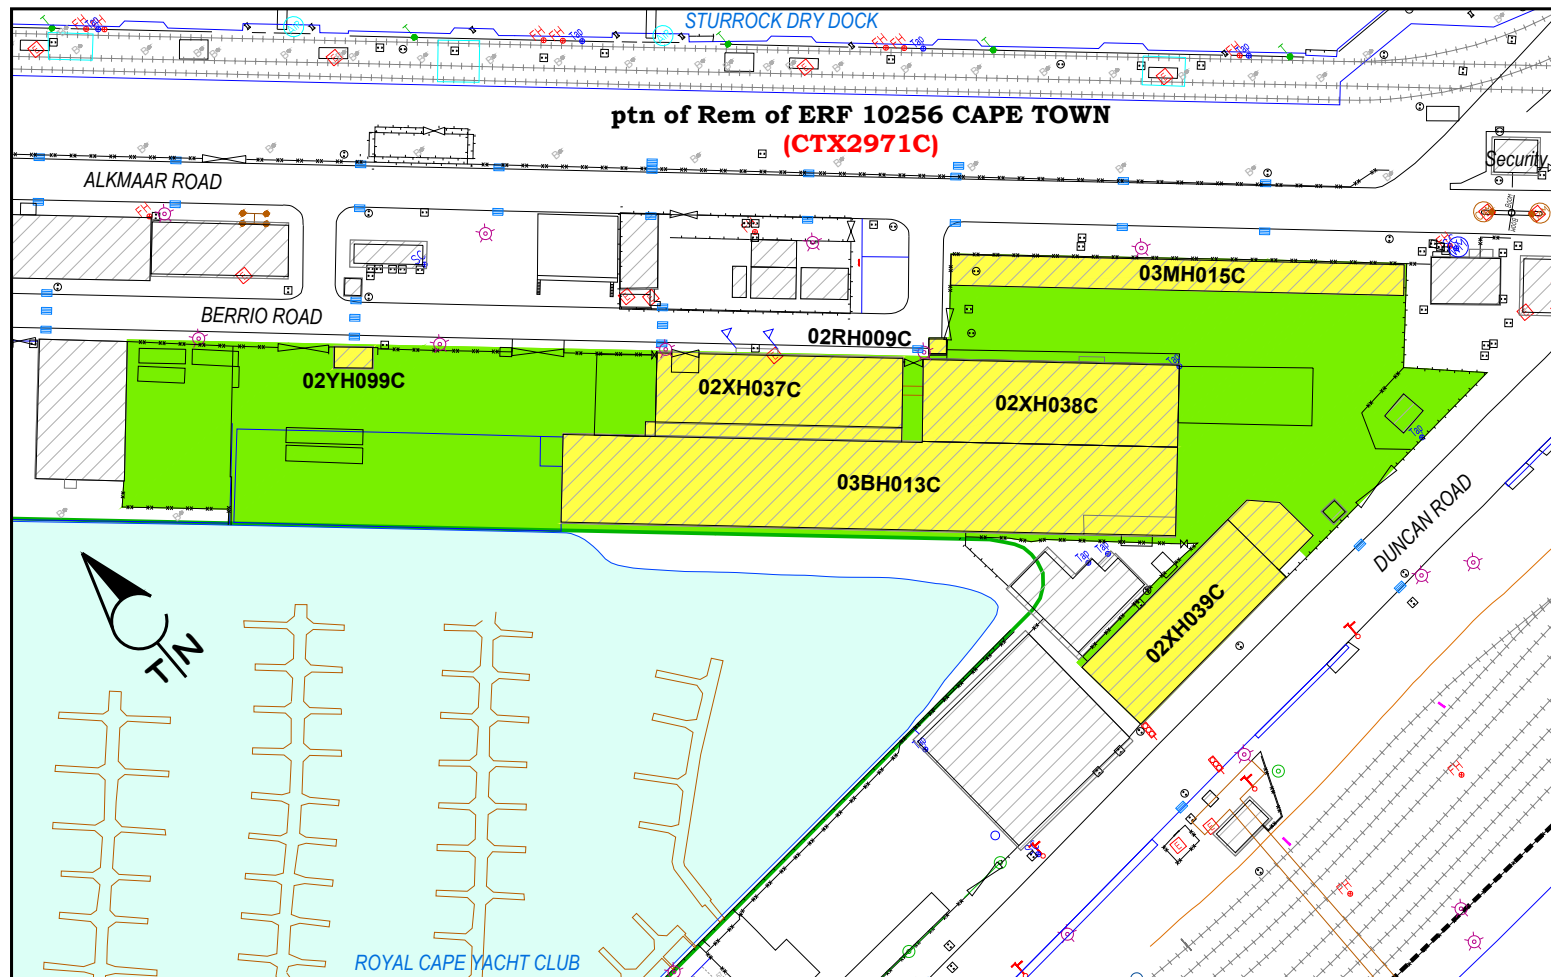 STURROCK DRY DOCK
ptn of Rem of ERF 10256 CAPE TOWN
(CTX2971C)
Security
ALKMAAR ROAD
BERRIO ROAD
03MH015C
02RH009C
02YH099C
02XH037C
02XH038C
03BH013C
DUNCAN ROAD
02XH039C
T/N
ROYAL CAPE YACHT CLUB